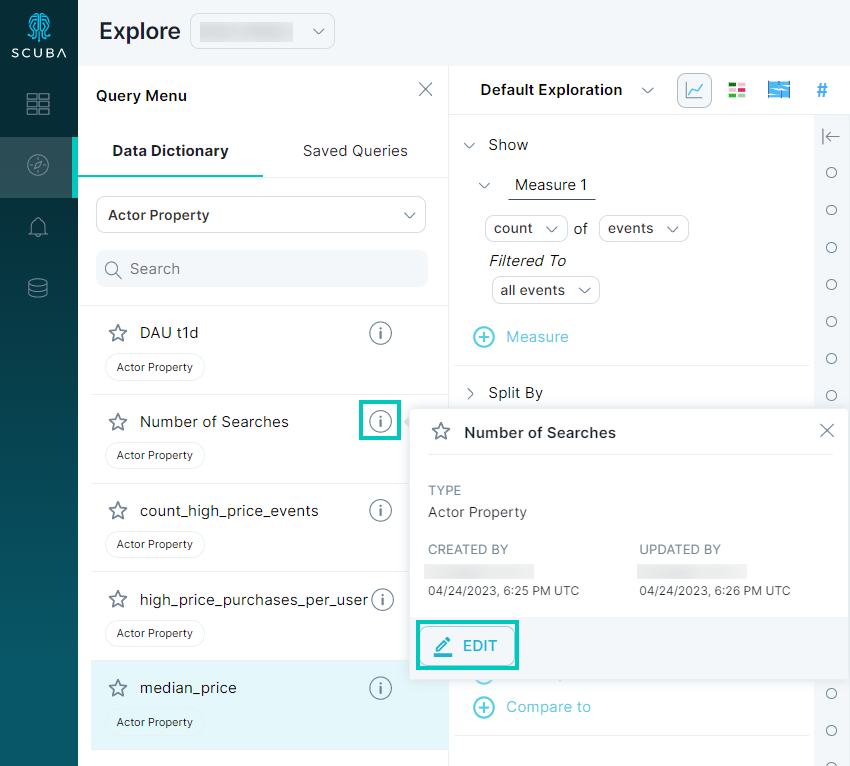 SCUBA
Explore
Query Menu
Data Dictionary
Saved Queries
Actor Property
Search
DAU t1d
Actor Property
Number of Searches
Actor Property
count_high_price_events
Actor Property
high_price_purchases_per_user
Actor Property
median_price
Actor Property
Default Exploration
#
Show
Measure 1
count of events
Filtered To
all events
Measure
Split By
Number of Searches
TYPE
Actor Property
CREATED BY
UPDATED BY
04/24/2023, 6:25 PM UTC
04/24/2023, 6:26 PM UTC
EDIT
Compare to